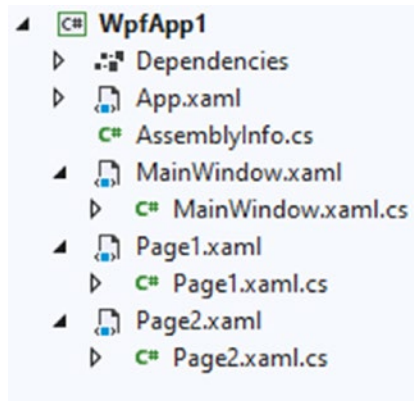 C# WpfApp1
Dependencies
App.xaml
C# AssemblyInfo.cs
MainWindow.xaml
C# MainWindow.xaml.cs
Page1.xaml
C# Page1.xaml.cs
Page2.xaml
C# Page2.xaml.cs